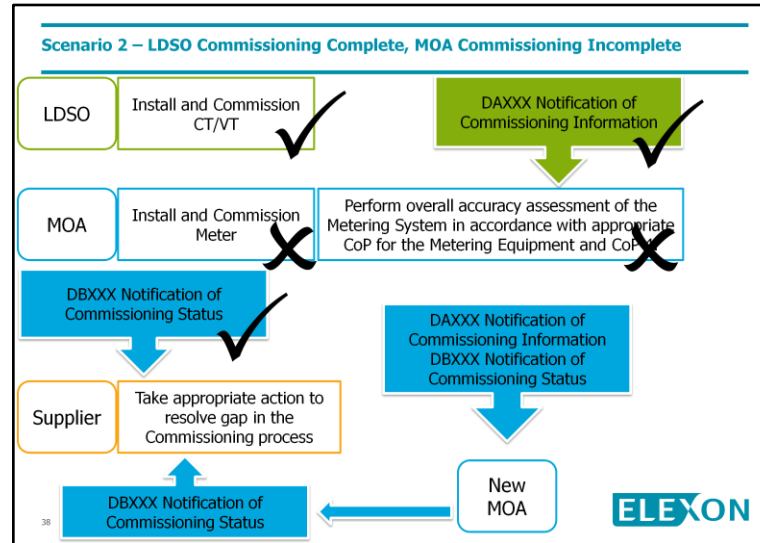 Scenario 2 – LDSO Commissioning Complete, MOA Commissioning Incomplete
LDSO
Install and Commission
CT/VT
DAXXX Notification of
Commissioning Information
MOA
Install and Commission
Meter
Perform overall accuracy assessment of the
Metering System in accordance with appropriate
CoP for the Metering Equipment and CoP
DBXXX Notification of
Commissioning Status
DAXXX Notification of
Commissioning Information
DBXXX Notification of
Commissioning Status
Supplier
Take appropriate action to
resolve gap in the
Commissioning process
New
MOA
DBXXX Notification of
Commissioning Status
38
ELEXON